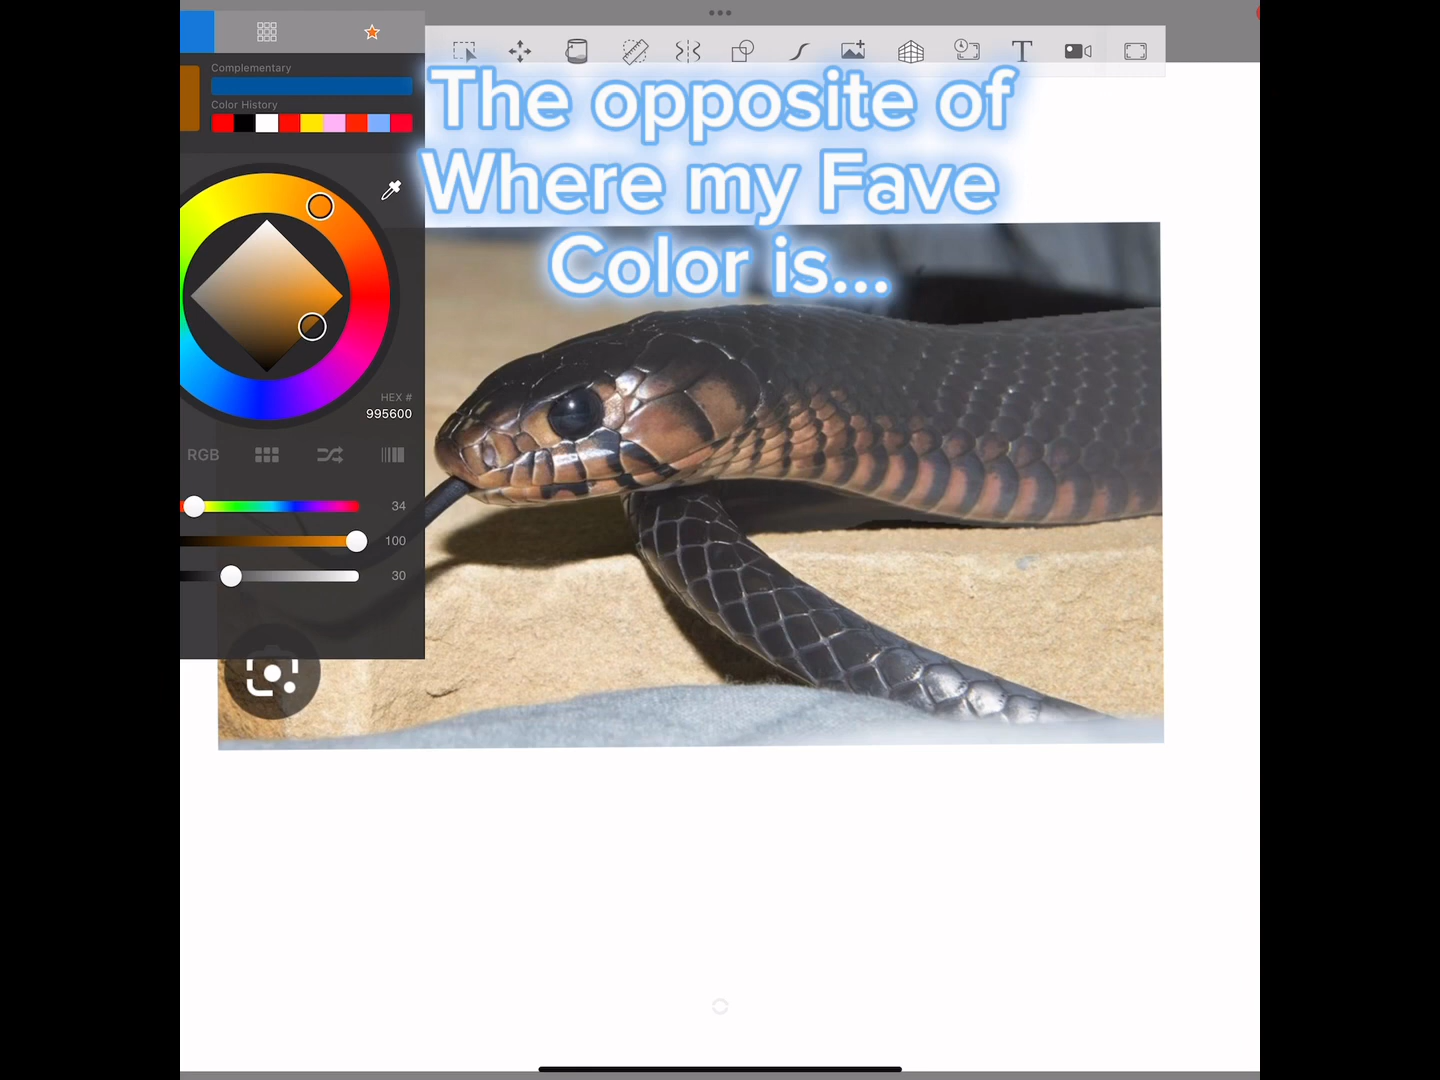 The opposite of
Where my Fave
Color is...
Complementary
Color History
HEX #
995600
RGB
34
100
30
T